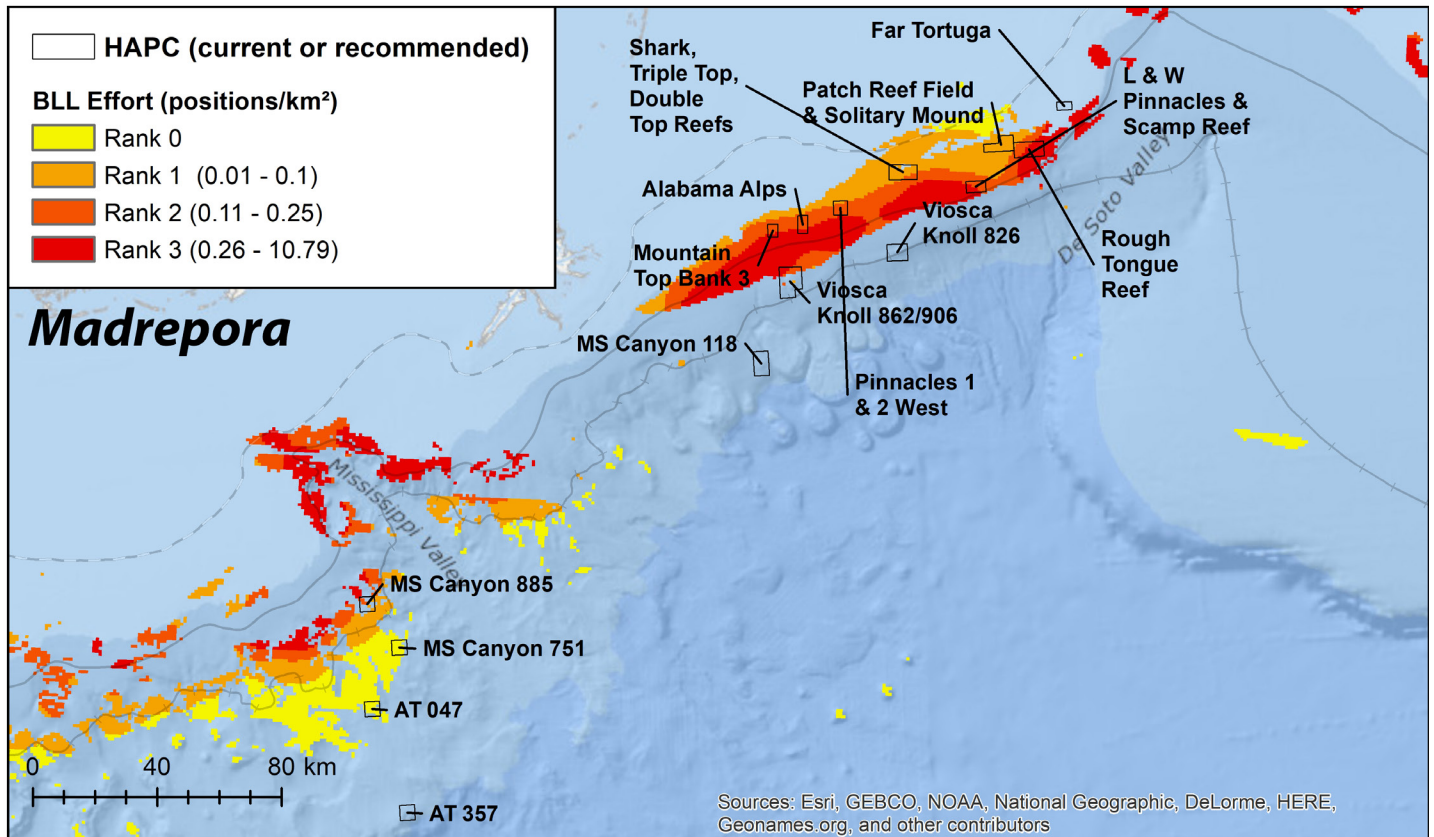 HAPC (current or recommended)
BLL Effort (positions/km²)
Rank 0
Rank 1 (0.01 - 0.1)
Rank 2 (0.11 - 0.25)
Rank 3 (0.26 - 10.79)
Madrepora
Shark,
Triple Top,
Double
Top Reefs
Far Tortuga
Patch Reef Field
& Solitary Mound
L & W
Pinnacles &
Scamp Reef
Alabama Alps
Mountain
Top Bank 3
Viosca
Knoll 826
De Soto Valley
Rough
Tongue
Reef
Viosca
Knoll 862/906
MS Canyon 118
Pinnacles 1
& 2 West
Mississippi Valley
MS Canyon 885
MS Canyon 751
AT 047
AT 357
0 40 80 km
Sources: Esri, GEBCO, NOAA, National Geographic, DeLorme, HERE,
Geonames.org, and other contributors